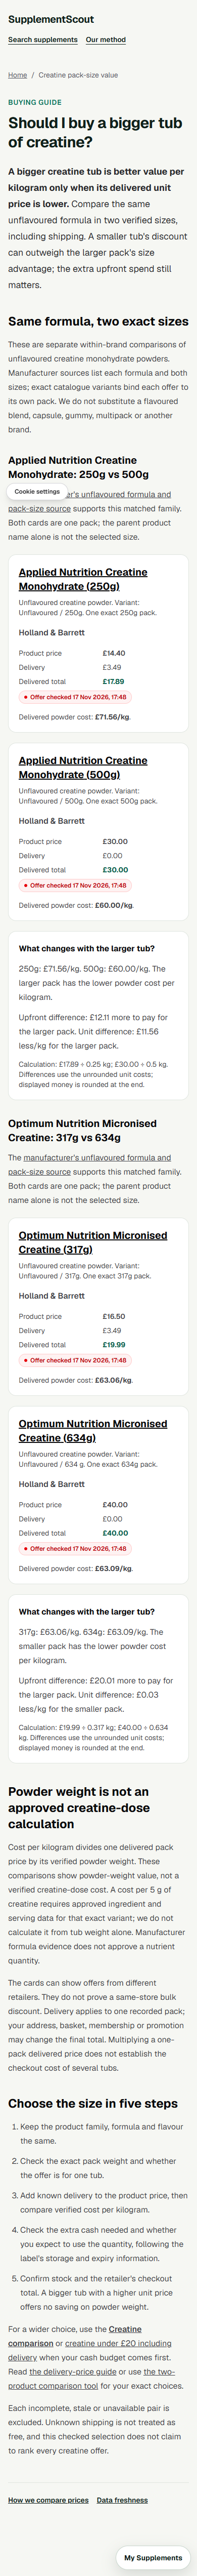 SupplementScout
Search supplements Our method
Home / Creatine pack-size value
BUYING GUIDE
Should I buy a bigger tub
of creatine?
A bigger creatine tub is better value per
kilogram only when its delivered unit
price is lower. Compare the same
unflavoured formula in two verified sizes,
including shipping. A smaller tub's discount
can outweigh the larger pack's size
advantage; the extra upfront spend still
matters.
Same formula, two exact sizes
These are separate within-brand comparisons of
unflavoured creatine monohydrate powders.
Manufacturer sources list each formula and both
sizes; exact catalogue variants bind each offer to
its own pack. We do not substitute a flavoured
blend, capsule, gummy, multipack or another
brand.
Applied Nutrition Creatine
Monohydrate: 250g vs 500g
Cookie settings
er's unflavoured formula and
pack-size source supports this matched family.
Both cards are one pack; the parent product
name alone is not the selected size.
Applied Nutrition Creatine
Monohydrate (250g)
Unflavoured creatine powder. Variant:
Unflavoured / 250g. One exact 250g pack.
Holland & Barrett
Product price £14.40
Delivery £3.49
Delivered total £17.89
Offer checked 17 Nov 2026, 17:48
Delivered powder cost: £71.56/kg.
Applied Nutrition Creatine
Monohydrate (500g)
Unflavoured creatine powder. Variant:
Unflavoured / 500g. One exact 500g pack.
Holland & Barrett
Product price £30.00
Delivery £0.00
Delivered total £30.00
Offer checked 17 Nov 2026, 17:48
Delivered powder cost: £60.00/kg.
What changes with the larger tub?
250g: £71.56/kg. 500g: £60.00/kg. The
larger pack has the lower powder cost per
kilogram.
Upfront difference: £12.11 more to pay for
the larger pack. Unit difference: £11.56
less/kg for the larger pack.
Calculation: £17.89 ÷ 0.25 kg; £30.00 ÷ 0.5 kg.
Differences use the unrounded unit costs;
displayed money is rounded at the end.
Optimum Nutrition Micronised
Creatine: 317g vs 634g
The manufacturer's unflavoured formula and
pack-size source supports this matched family.
Both cards are one pack; the parent product
name alone is not the selected size.
Optimum Nutrition Micronised
Creatine (317g)
Unflavoured creatine powder. Variant:
Unflavoured / 317g. One exact 317g pack.
Holland & Barrett
Product price £16.50
Delivery £3.49
Delivered total £19.99
Offer checked 17 Nov 2026, 17:48
Delivered powder cost: £63.06/kg.
Optimum Nutrition Micronised
Creatine (634g)
Unflavoured creatine powder. Variant:
Unflavoured / 634 g. One exact 634g pack.
Holland & Barrett
Product price £40.00
Delivery £0.00
Delivered total £40.00
Offer checked 17 Nov 2026, 17:48
Delivered powder cost: £63.09/kg.
What changes with the larger tub?
317g: £63.06/kg. 634g: £63.09/kg. The
smaller pack has the lower powder cost
per kilogram.
Upfront difference: £20.01 more to pay for
the larger pack. Unit difference: £0.03
less/kg for the smaller pack.
Calculation: £19.99 ÷ 0.317 kg; £40.00 ÷ 0.634
kg. Differences use the unrounded unit costs;
displayed money is rounded at the end.
Powder weight is not an
approved creatine-dose
calculation
Cost per kilogram divides one delivered pack
price by its verified powder weight. These
comparisons show powder-weight value, not a
verified creatine-dose cost. A cost per 5 g of
creatine requires approved ingredient and
serving data for that exact variant; we do not
calculate it from tub weight alone. Manufacturer
formula evidence does not approve a nutrient
quantity.
The cards can show offers from different
retailers. They do not prove a same-store bulk
discount. Delivery applies to one recorded pack;
your address, basket, membership or promotion
may change the final total. Multiplying a one-
pack delivered price does not establish the
checkout cost of several tubs.
Choose the size in five steps
1. Keep the product family, formula and flavour
the same.
2. Check the exact pack weight and whether
the offer is for one tub.
3. Add known delivery to the product price, then
compare verified cost per kilogram.
4. Check the extra cash needed and whether
you expect to use the quantity, following the
label's storage and expiry information.
5. Confirm stock and the retailer's checkout
total. A bigger tub with a higher unit price
offers no saving on powder weight.
For a wider choice, use the Creatine
comparison or creatine under £20 including
delivery when your cash budget comes first.
Read the delivery-price guide or use the two-
product comparison tool for your exact choices.
Each incomplete, stale or unavailable pair is
excluded. Unknown shipping is not treated as
free, and this checked selection does not claim
to rank every creatine offer.
How we compare prices Data freshness
My Supplements